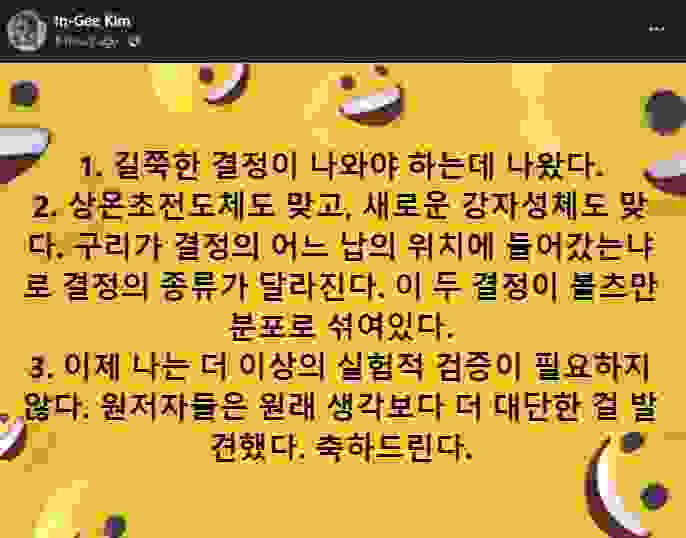 In-Gee Kim
1. 길쭉한 결정이 나와야 하는데 나왔다.
2. 상온초전도체도 맞고, 새로운 강자성체도 맞
다. 구리가 결정의 어느 납의 위치에 들어갔는냐
로 결정의 종류가 달라진다. 이 두 결정이 볼츠만
분포로 섞여있다.
3. 이제 나는 더 이상의 실험적 검증이 필요하지
않다. 원저자들은 원래 생각보다 더 대단한 걸 발
견했다. 축하드린다.